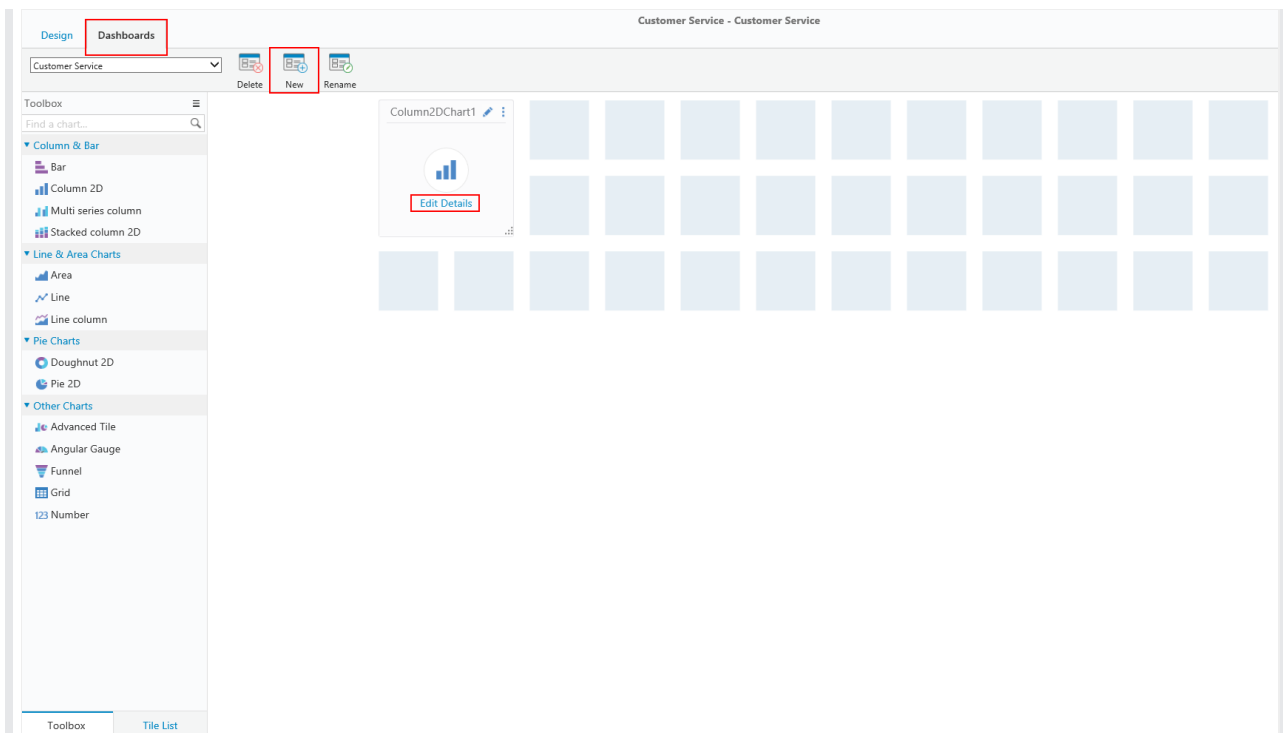 Customer Service - Customer Service
Design Dashboards
Customer Service
Delete New Rename
Toolbox
Find a chart...
Column & Bar
Bar
Column 2D
Multi series column
Stacked column 2D
Line & Area Charts
Area
Line
Line column
Pie Charts
Doughnut 2D
Pie 2D
Other Charts
Advanced Tile
Angular Gauge
Funnel
Grid
123 Number
Column2DChart1
Edit Details
Toolbox Tile List